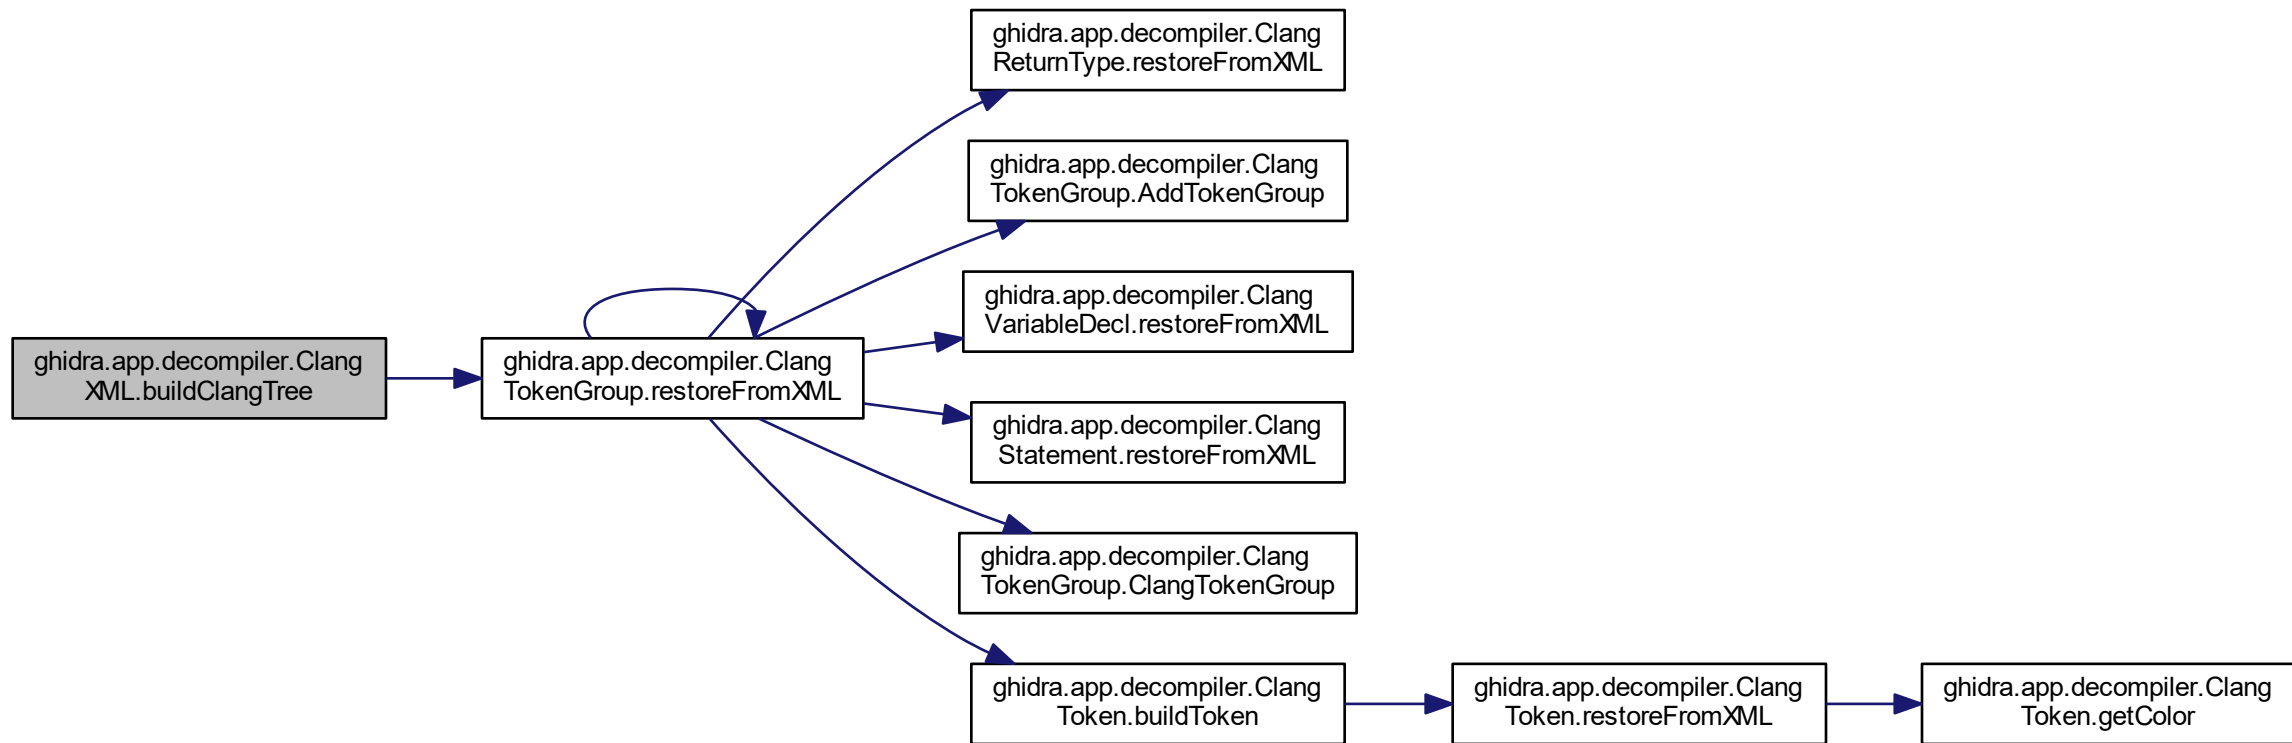 ghidra.app.decompiler.Clang
ReturnType.restoreFromXML
ghidra.app.decompiler.Clang
TokenGroup.AddTokenGroup
ghidra.app.decompiler.Clang
VariableDecl.restoreFromXML
ghidra.app.decompiler.Clang
XML.buildClangTree
ghidra.app.decompiler.Clang
TokenGroup.restoreFromXML
ghidra.app.decompiler.Clang
Statement.restoreFromXML
ghidra.app.decompiler.Clang
TokenGroup.ClangTokenGroup
ghidra.app.decompiler.Clang
Token.buildToken
ghidra.app.decompiler.Clang
Token.restoreFromXML
ghidra.app.decompiler.Clang
Token.getColor